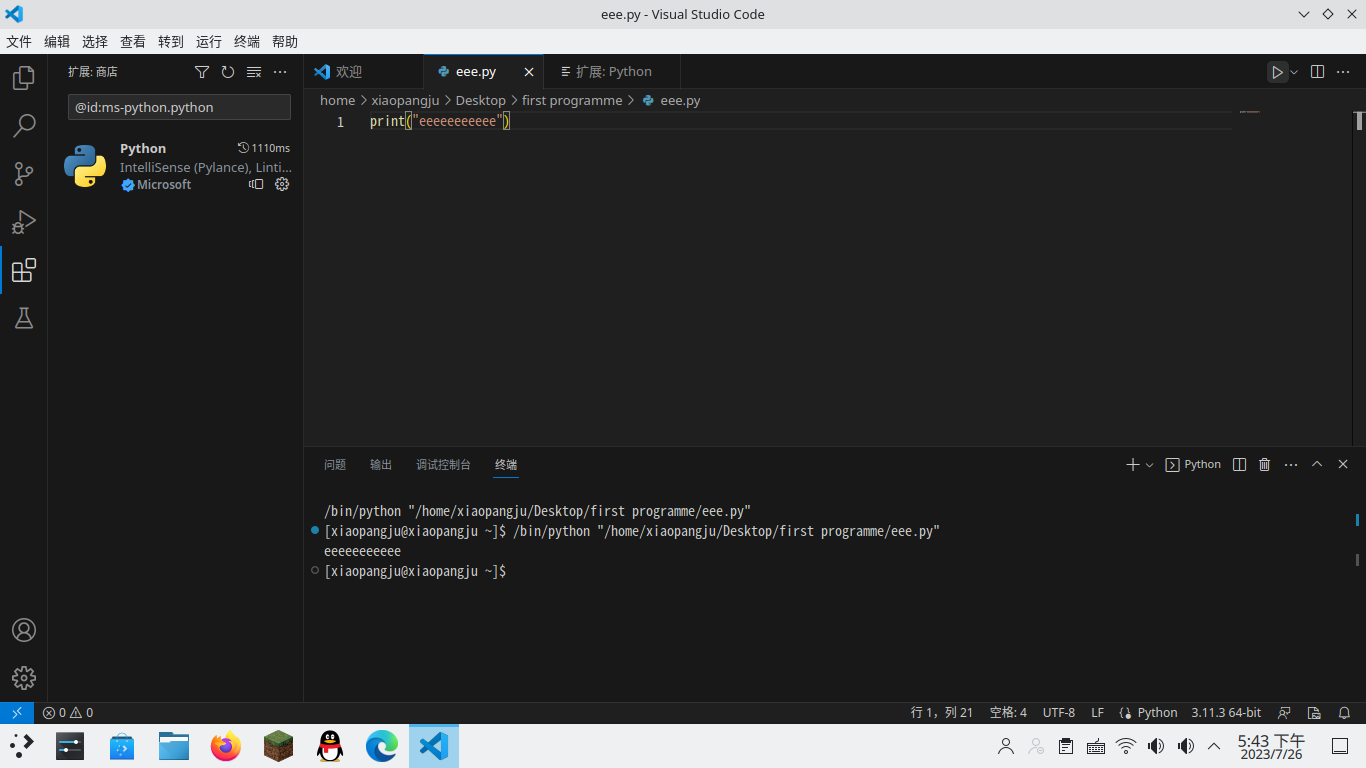 eee.py - Visual Studio Code
文件 编辑 选择 查看 转到 运行 终端 帮助
扩展: 商店
欢迎 eee.py 扩展: Python
home xiaopangju Desktop first programme eee.py
@id:ms-python.python
1 print("eeeeeeeeeee")
Python 1110ms
IntelliSense (Pylance), Linti...
Microsoft
问题 输出 调试控制台 终端 Python
/bin/python "/home/xiaopangju/Desktop/first programme/eee.py"
[xiaopangju@xiaopangju ~]$ /bin/python "/home/xiaopangju/Desktop/first programme/eee.py"
eeeeeeeeeee
[xiaopangju@xiaopangju ~]$
0 0 行 1, 列 21 空格: 4 UTF-8 LF Python 3.11.3 64-bit
5:43 下午
2023/7/26